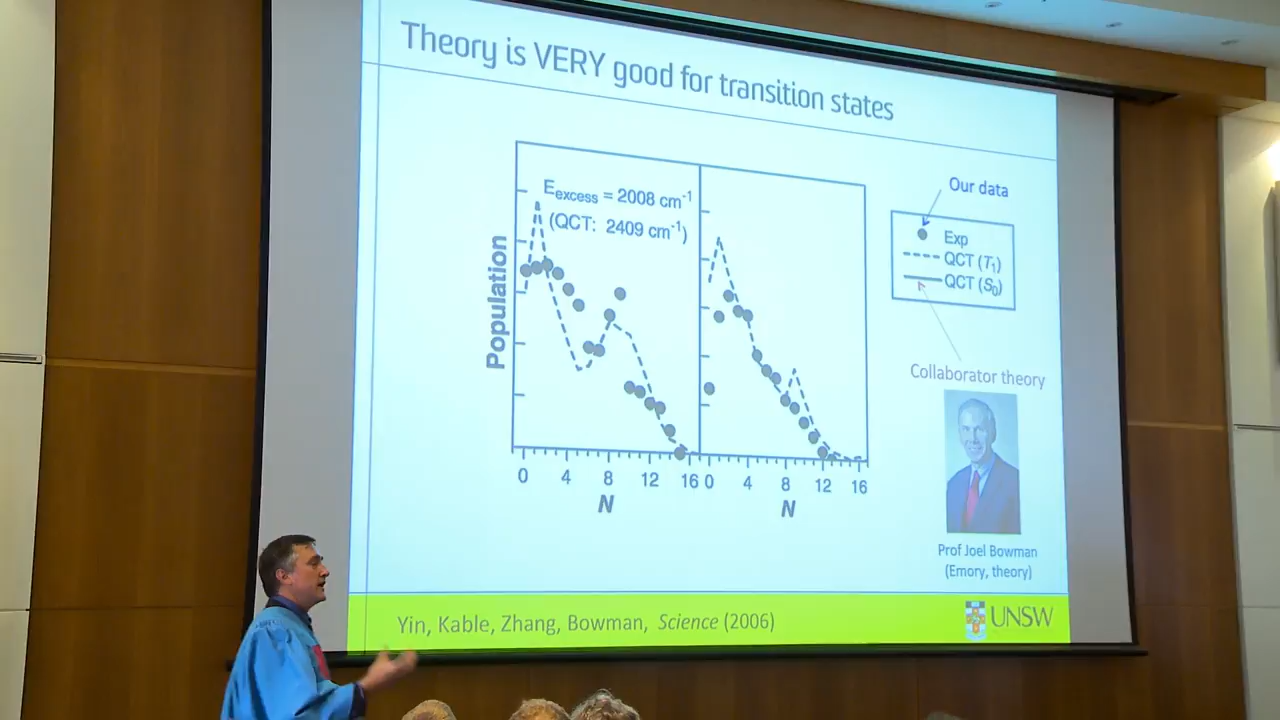 Theory is VERY good for transition states
E_excess = 2008 cm⁻¹
(QCT: 2409 cm⁻¹)
Population
0 4 8 12 16 0 4 8 12 16
N N
Our data
Exp
QCT (T₁)
QCT (S₀)
Collaborator theory
Prof Joel Bowman
(Emory, theory)
Yin, Kable, Zhang, Bowman, Science (2006)
UNSW